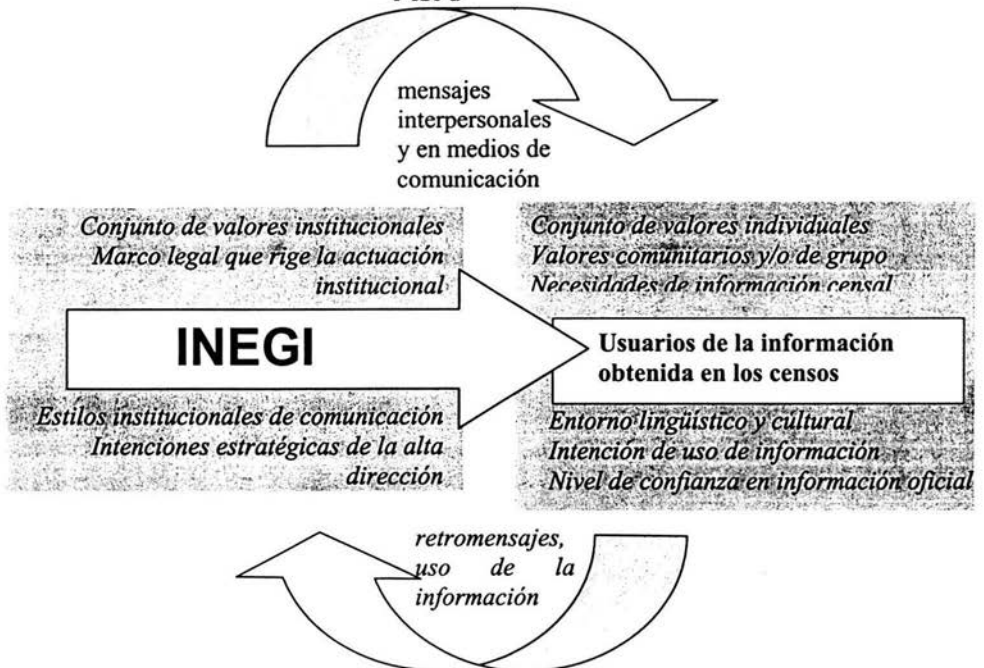 mensajes
interpersonales
y en medios de
comunicación
Conjunto de valores institucionales
Marco legal que rige la actuación
institucional
INEGI
Estilos institucionales de comunicación
Intenciones estratégicas de la alta
dirección
Conjunto de valores individuales
Valores comunitarios y/o de grupo
Necesidades de información censal
Usuarios de la información
obtenida en los censos
Entorno lingüístico y cultural
Intención de uso de información
Nivel de confianza en información oficial
retromensajes,
uso de la
información